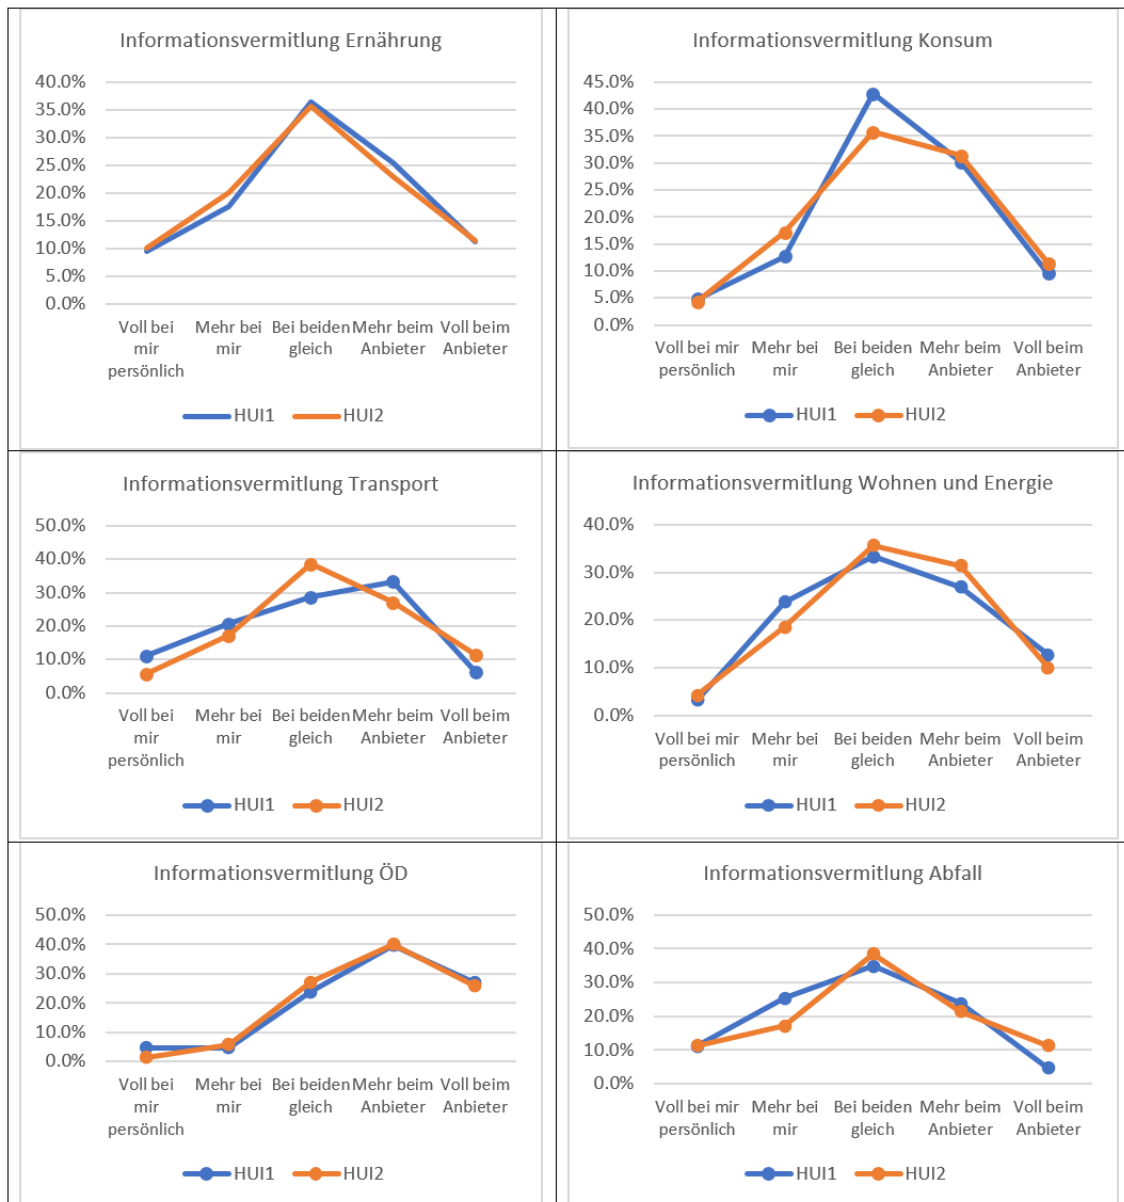 Informationsvermitlung Ernährung
40.0%
35.0%
30.0%
25.0%
20.0%
15.0%
10.0%
5.0%
0.0%
Voll bei mir persönlich
Mehr bei mir
Bei beiden gleich
Mehr beim Anbieter
Voll beim Anbieter
HUI1 HUI2
Informationsvermitlung Konsum
45.0%
40.0%
35.0%
30.0%
25.0%
20.0%
15.0%
10.0%
5.0%
0.0%
Voll bei mir persönlich
Mehr bei mir
Bei beiden gleich
Mehr beim Anbieter
Voll beim Anbieter
HUI1 HUI2
Informationsvermitlung Transport
50.0%
40.0%
30.0%
20.0%
10.0%
0.0%
Voll bei mir persönlich
Mehr bei mir
Bei beiden gleich
Mehr beim Anbieter
Voll beim Anbieter
HUI1 HUI2
Informationsvermitlung Wohnen und Energie
40.0%
30.0%
20.0%
10.0%
0.0%
Voll bei mir persönlich
Mehr bei mir
Bei beiden gleich
Mehr beim Anbieter
Voll beim Anbieter
HUI1 HUI2
Informationsvermitlung ÖD
50.0%
40.0%
30.0%
20.0%
10.0%
0.0%
Voll bei mir persönlich
Mehr bei mir
Bei beiden gleich
Mehr beim Anbieter
Voll beim Anbieter
HUI1 HUI2
Informationsvermitlung Abfall
50.0%
40.0%
30.0%
20.0%
10.0%
0.0%
Voll bei mir persönlich
Mehr bei mir
Bei beiden gleich
Mehr beim Anbieter
Voll beim Anbieter
HUI1 HUI2